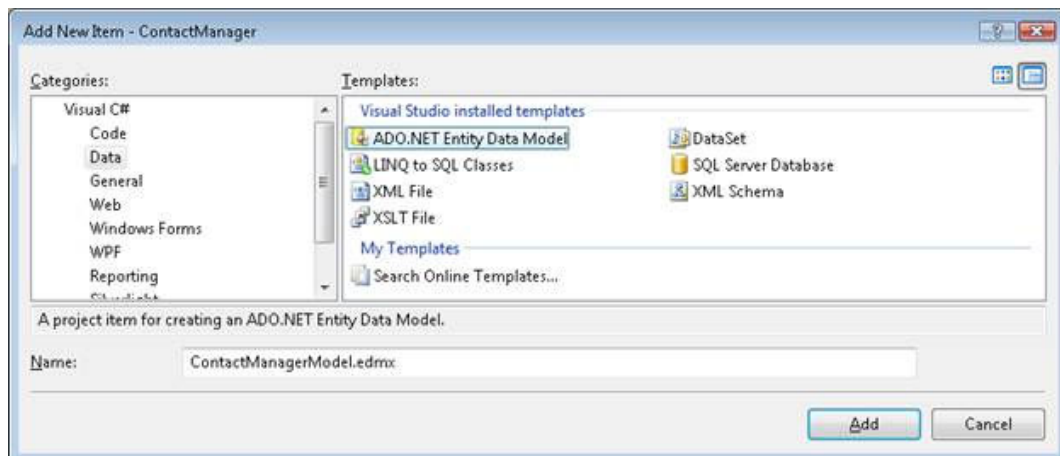 Add New Item - ContactManager
Categories:
Templates:
Visual C#
Code
Data
General
Web
Windows Forms
WPF
Reporting
Silverlight
Visual Studio installed templates
ADO.NET Entity Data Model
DataSet
LINQ to SQL Classes
SQL Server Database
XML File
XML Schema
XSLT File
My Templates
Search Online Templates...
A project item for creating an ADO.NET Entity Data Model.
Name:
ContactManagerModel.edmx
Add
Cancel